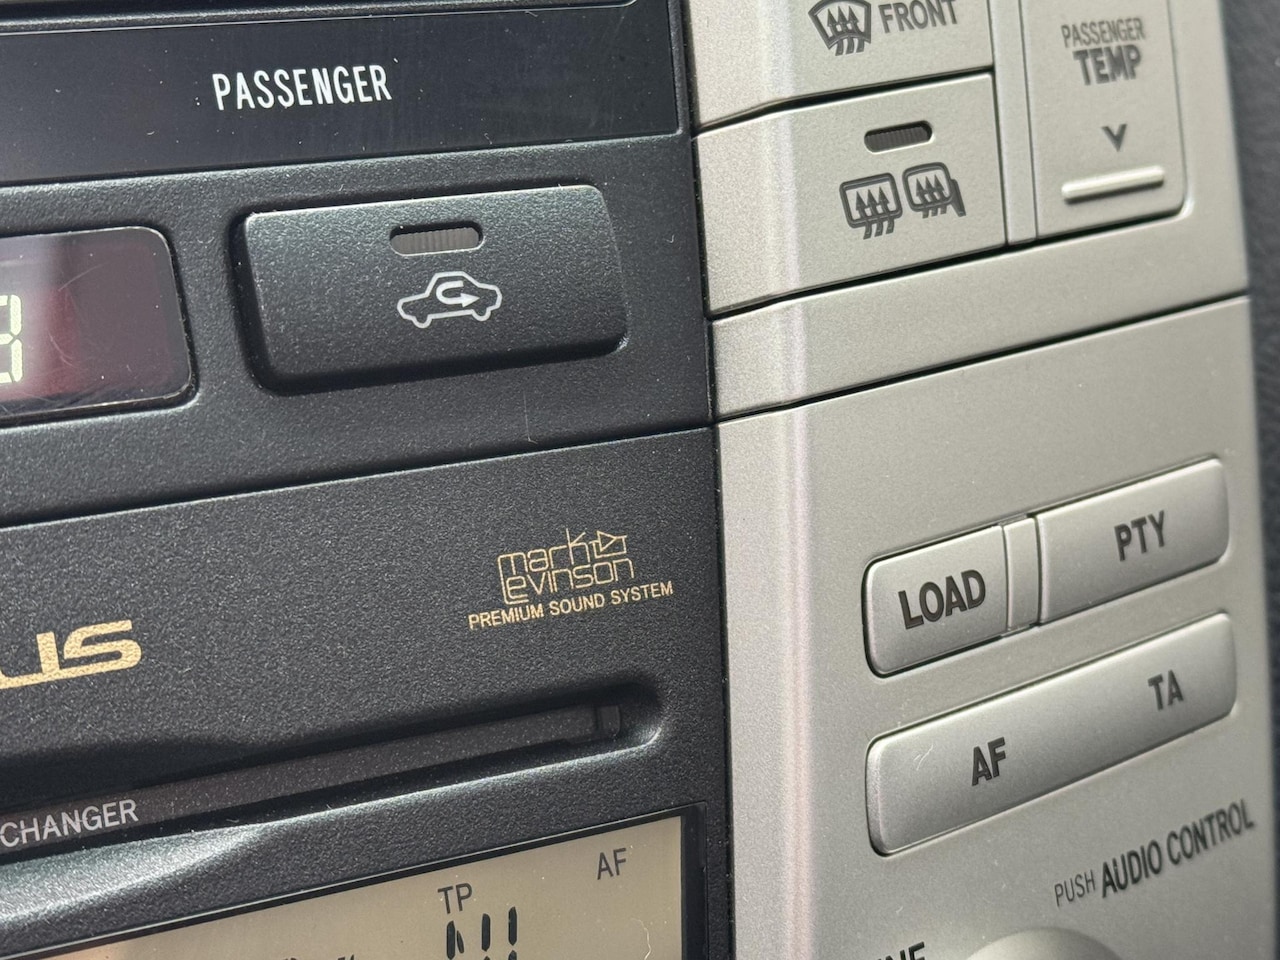 PASSENGER
FRONT
PASSENGER
TEMP
mark
Levinson
PREMIUM SOUND SYSTEM
LOAD
PTY
AF
TA
CHANGER
PUSH AUDIO CONTROL
TP
AF